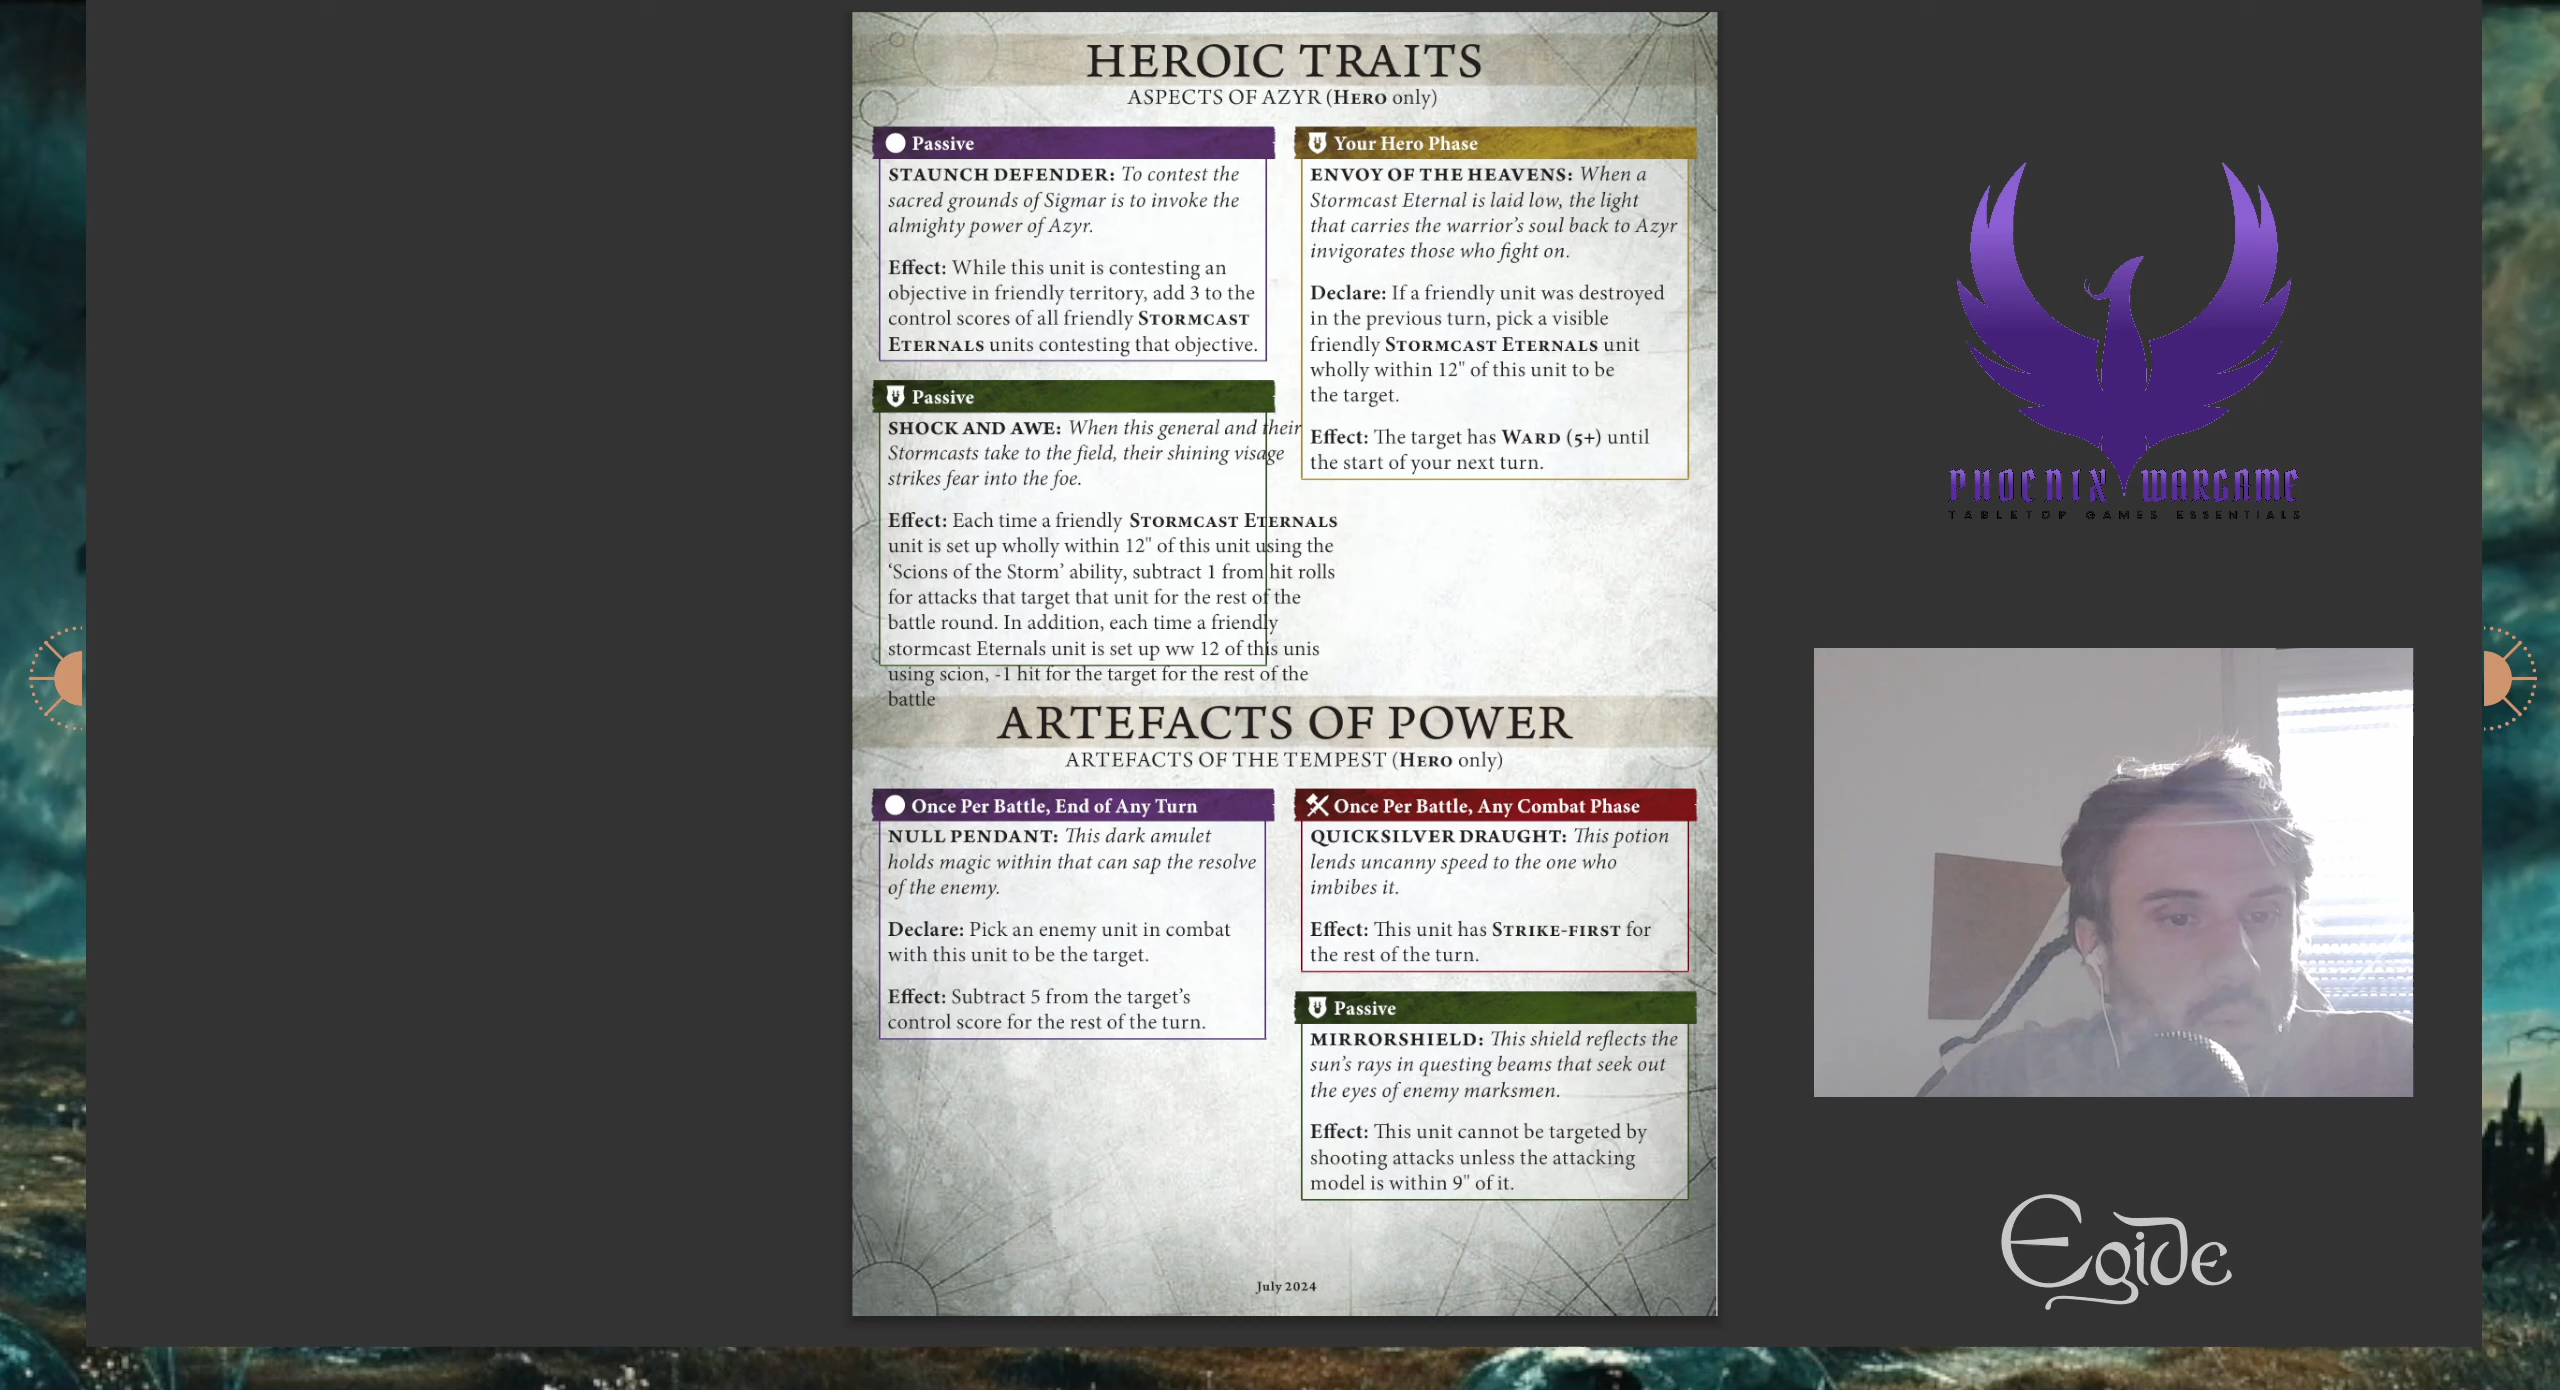 HEROIC TRAITS
ASPECTS OF AZYR (HERO only)
Passive
STAUNCH DEFENDER: To contest the
sacred grounds of Sigmar is to invoke the
almighty power of Azyr.
Effect: While this unit is contesting an
objective in friendly territory, add 3 to the
control scores of all friendly STORMCAST
ETERNALS units contesting that objective.
Passive
SHOCK AND AWE: When this general and their
Stormcasts take to the field, their shining visage
strikes fear into the foe.
Effect: Each time a friendly STORMCAST ETERNALS
unit is set up wholly within 12" of this unit using the
‘Scions of the Storm’ ability, subtract 1 from hit rolls
for attacks that target that unit for the rest of the
battle round. In addition, each time a friendly
stormcast Eternals unit is set up ww 12 of this unis
using scion, -1 hit for the target for the rest of the
battle
Your Hero Phase
ENVOY OF THE HEAVENS: When a
Stormcast Eternal is laid low, the light
that carries the warrior’s soul back to Azyr
invigorates those who fight on.
Declare: If a friendly unit was destroyed
in the previous turn, pick a visible
friendly STORMCAST ETERNALS unit
wholly within 12" of this unit to be
the target.
Effect: The target has WARD (5+) until
the start of your next turn.
ARTEFACTS OF POWER
ARTEFACTS OF THE TEMPEST (HERO only)
Once Per Battle, End of Any Turn
NULL PENDANT: This dark amulet
holds magic within that can sap the resolve
of the enemy.
Declare: Pick an enemy unit in combat
with this unit to be the target.
Effect: Subtract 5 from the target’s
control score for the rest of the turn.
Once Per Battle, Any Combat Phase
QUICKSILVER DRAUGHT: This potion
lends uncanny speed to the one who
imbibes it.
Effect: This unit has STRIKE-FIRST for
the rest of the turn.
Passive
MIRRORSHIELD: This shield reflects the
sun’s rays in questing beams that seek out
the eyes of enemy marksmen.
Effect: This unit cannot be targeted by
shooting attacks unless the attacking
model is within 9" of it.
July 2024
PHOENIX WARGAME
TABLETOP GAMES ESSENTIALS
Egide